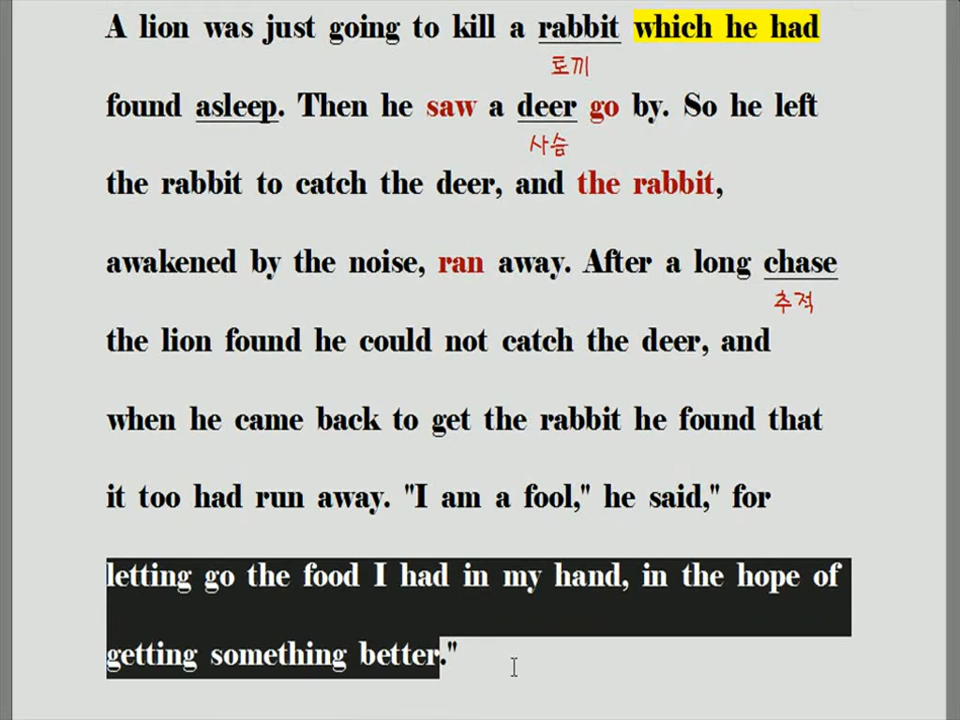 A lion was just going to kill a rabbit which he had
토끼
found asleep. Then he saw a deer go by. So he left
사슴
the rabbit to catch the deer, and the rabbit,
awakened by the noise, ran away. After a long chase
추적
the lion found he could not catch the deer, and
when he came back to get the rabbit he found that
it too had run away. "I am a fool," he said," for
letting go the food I had in my hand, in the hope of
getting something better."